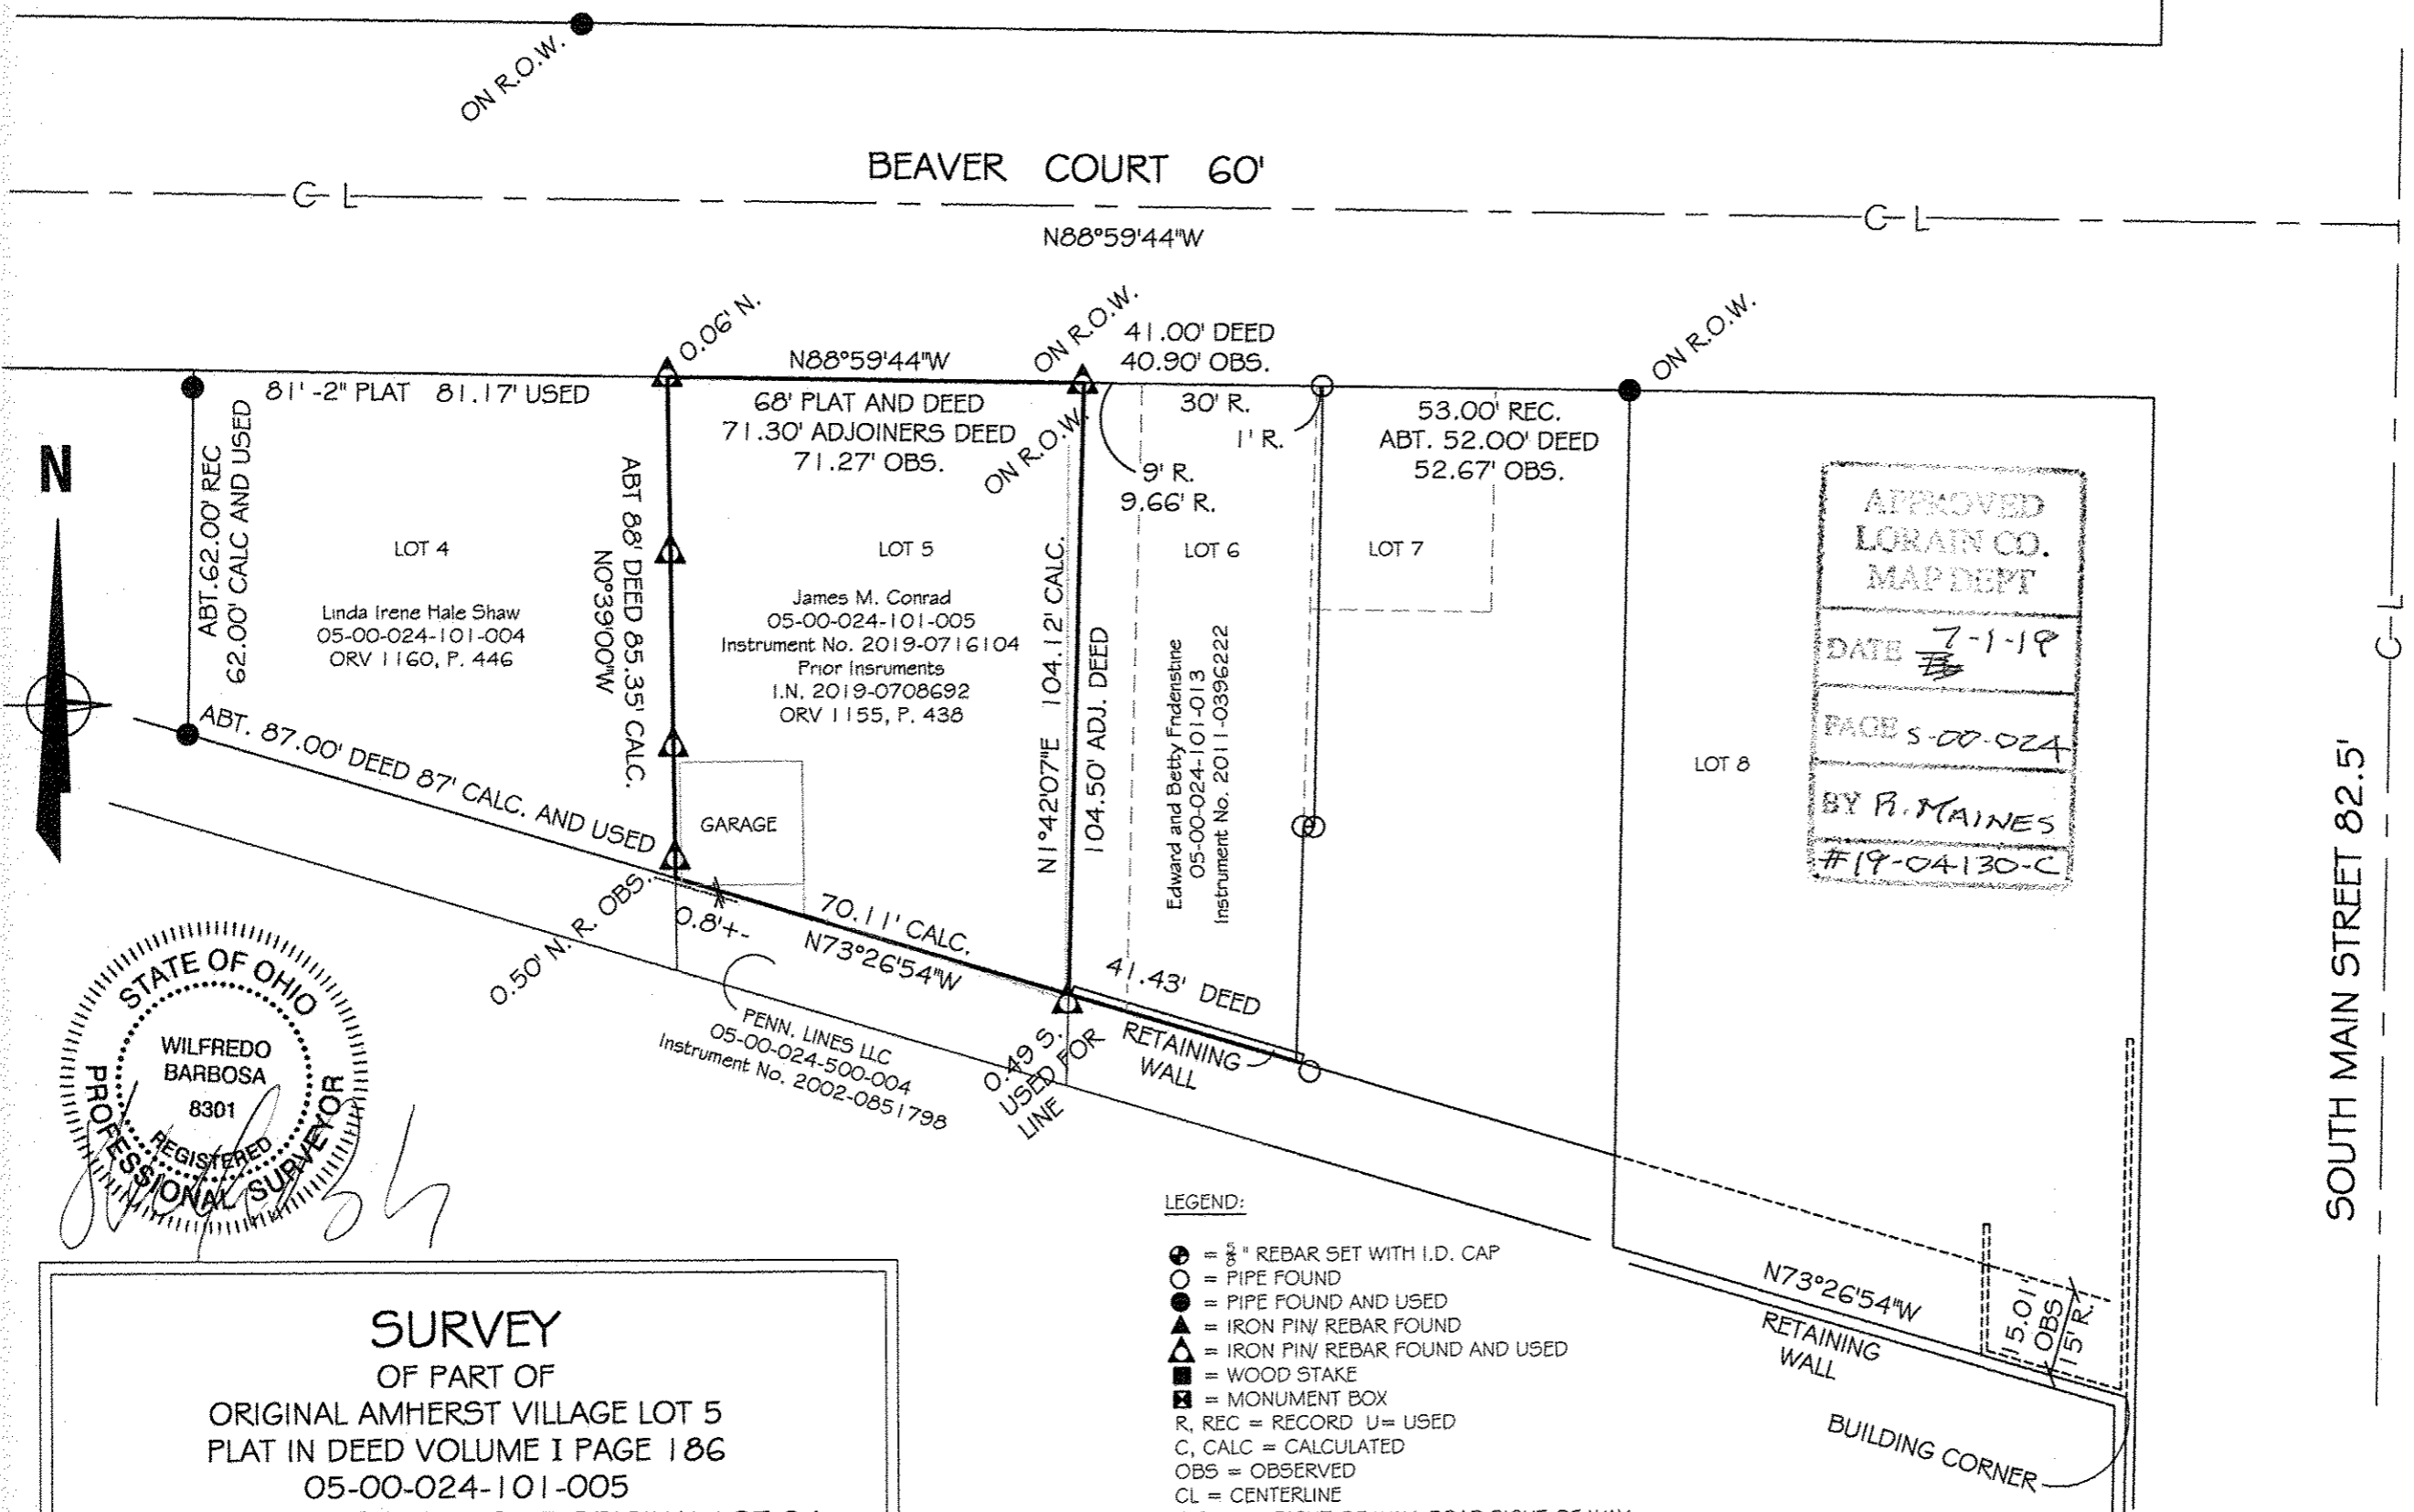 ON R.O.W.
BEAVER COURT 60'
C L
C L
N88°59'44"W
0.06' N.
N88°59'44"W
ON R.O.W.
41.00' DEED
40.90' OBS.
ON R.O.W.
81'-2" PLAT 81.17' USED
68' PLAT AND DEED
71.30' ADJOINERS DEED
71.27' OBS.
ON R.O.W.
30' R.
1' R.
9' R.
9.66' R.
53.00' REC.
ABT. 52.00' DEED
52.67' OBS.
N
ABT.62.00' REC
62.00' CALC AND USED
LOT 4
Linda Irene Hale Shaw
05-00-024-101-004
ORV 1160, P. 446
ABT 88' DEED 85.35' CALC.
N0°39'00"W
LOT 5
James M. Conrad
05-00-024-101-005
Instrument No. 2019-0716104
Prior Insruments
I.N. 2019-0708692
ORV 1155, P. 438
N1°42'07"E 104.12' CALC.
104.50' ADJ. DEED
LOT 6
Edward and Betty Fridenstine
05-00-024-101-013
Instrument No. 2011-0396222
LOT 7
LOT 8
APPROVED
LORAIN CO.
MAP DEPT
DATE 7-1-19
PAGE 5-00-024
BY R. MAINES
#19-04130-C
C L
SOUTH MAIN STREET 82.5'
ABT. 87.00' DEED 87' CALC. AND USED
GARAGE
0.50' N. R. OBS.
0.8'+-
70.11' CALC.
N73°26'54"W
41.43' DEED
RETAINING
WALL
0.49 S.
USED FOR
LINE
PENN. LINES LLC
05-00-024-500-004
Instrument No. 2002-0851798
STATE OF OHIO
WILFREDO
BARBOSA
8301
REGISTERED
PROFESSIONAL SURVEYOR
LEGEND:
= 5/8" REBAR SET WITH I.D. CAP
= PIPE FOUND
= PIPE FOUND AND USED
= IRON PIN/ REBAR FOUND
= IRON PIN/ REBAR FOUND AND USED
= WOOD STAKE
= MONUMENT BOX
R, REC = RECORD U= USED
C, CALC = CALCULATED
OBS = OBSERVED
CL = CENTERLINE
N73°26'54"W
RETAINING
WALL
15.01'
OBS
15' R.
BUILDING CORNER
SURVEY
OF PART OF
ORIGINAL AMHERST VILLAGE LOT 5
PLAT IN DEED VOLUME I PAGE 186
05-00-024-101-005